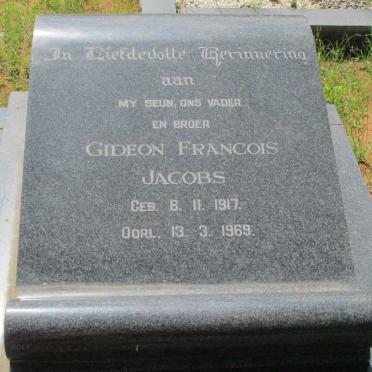 In Liefdevolle Herinnering
aan
MY SEUN, ONS VADER
EN BROER
GIDEON FRANCOIS
JACOBS
GEB. 6. 11. 1917.
OORL. 13. 3. 1969.